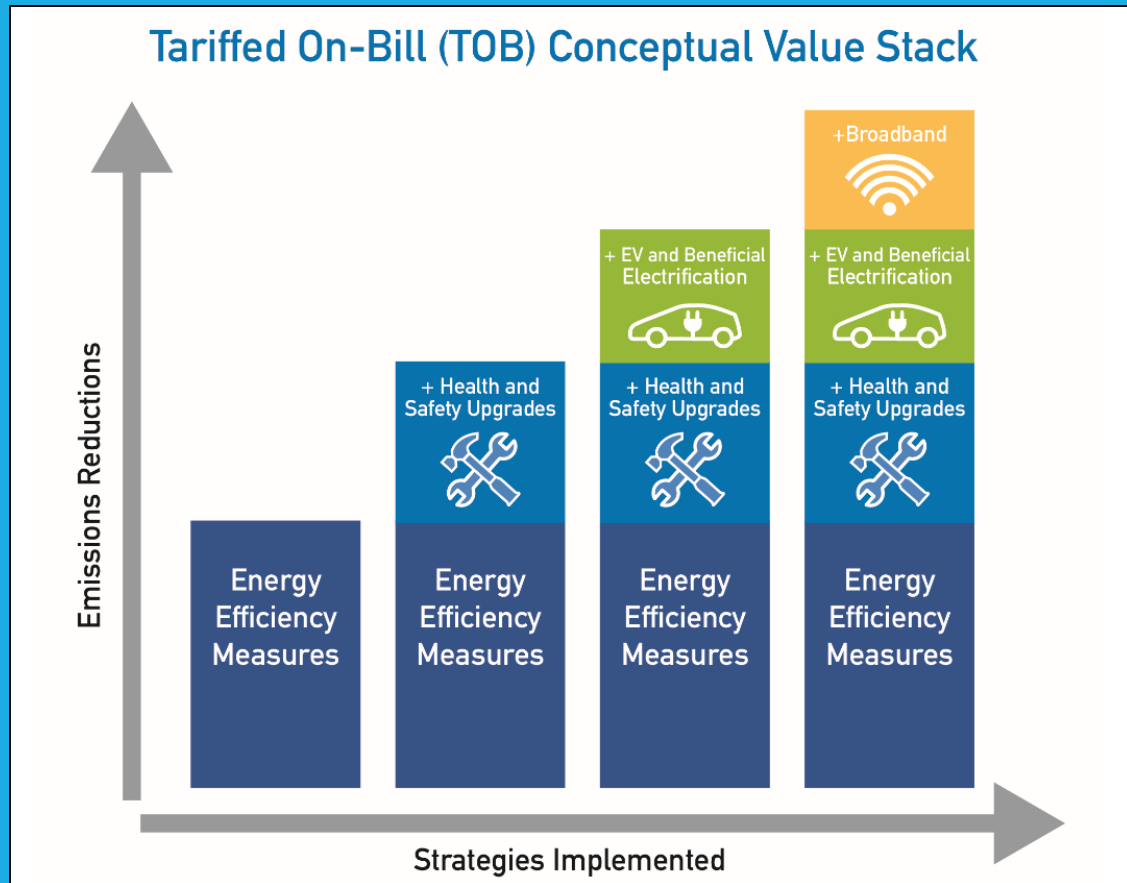 Tariffed On-Bill (TOB) Conceptual Value Stack
Emissions Reductions
Energy
Efficiency
Measures
+ Health and
Safety Upgrades
Energy
Efficiency
Measures
+ EV and Beneficial
Electrification
+ Health and
Safety Upgrades
Energy
Efficiency
Measures
+Broadband
+ EV and Beneficial
Electrification
+ Health and
Safety Upgrades
Energy
Efficiency
Measures
Strategies Implemented